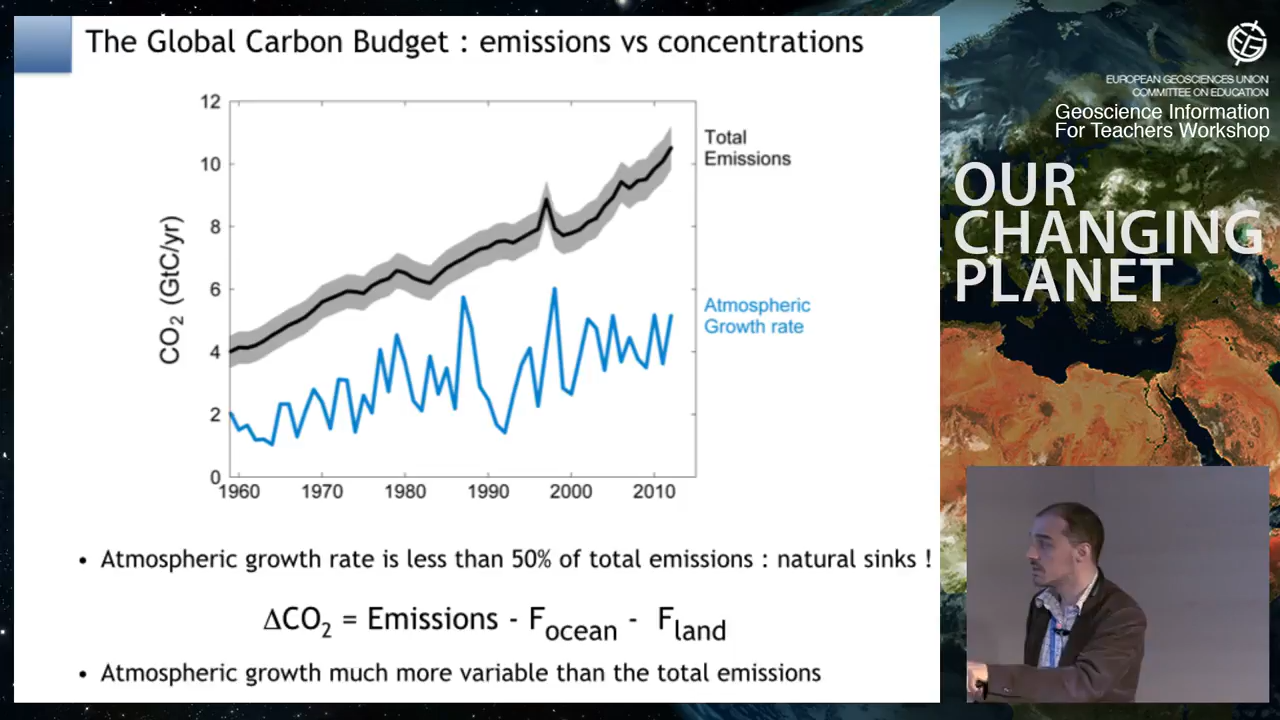 The Global Carbon Budget : emissions vs concentrations
12
10
8
6
4
2
0
CO₂ (GtC/yr)
1960 1970 1980 1990 2000 2010
Total
Emissions
Atmospheric
Growth rate
• Atmospheric growth rate is less than 50% of total emissions : natural sinks !
ΔCO₂ = Emissions - Focean - Fland
• Atmospheric growth much more variable than the total emissions
EUROPEAN GEOSCIENCES UNION
COMMITTEE ON EDUCATION
Geoscience Information
For Teachers Workshop
OUR
CHANGING
PLANET